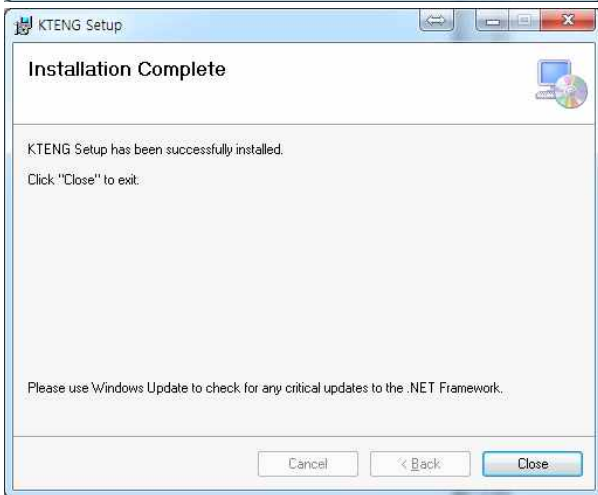 KTENG Setup
Installation Complete
KTENG Setup has been successfully installed.
Click "Close" to exit.
Please use Windows Update to check for any critical updates to the .NET Framework.
Cancel
< Back
Close